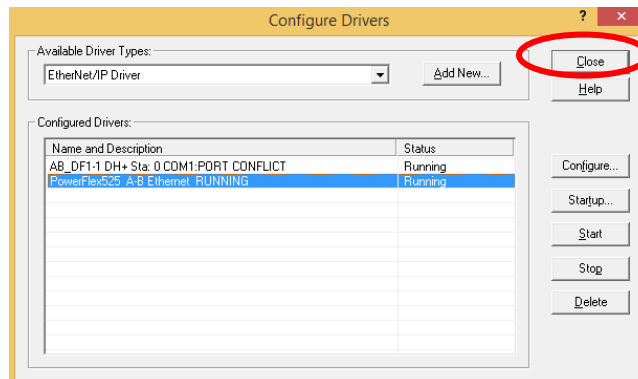 Configure Drivers
? ×
Available Driver Types:
EtherNet/IP Driver
Add New...
Close
Help
Configured Drivers:
Name and Description Status
AB_DF1-1 DH+ Sta: 0 COM1:PORT CONFLICT Running
PowerFlex525 A-B Ethernet RUNNING Running
Configure...
Startup...
Start
Stop
Delete